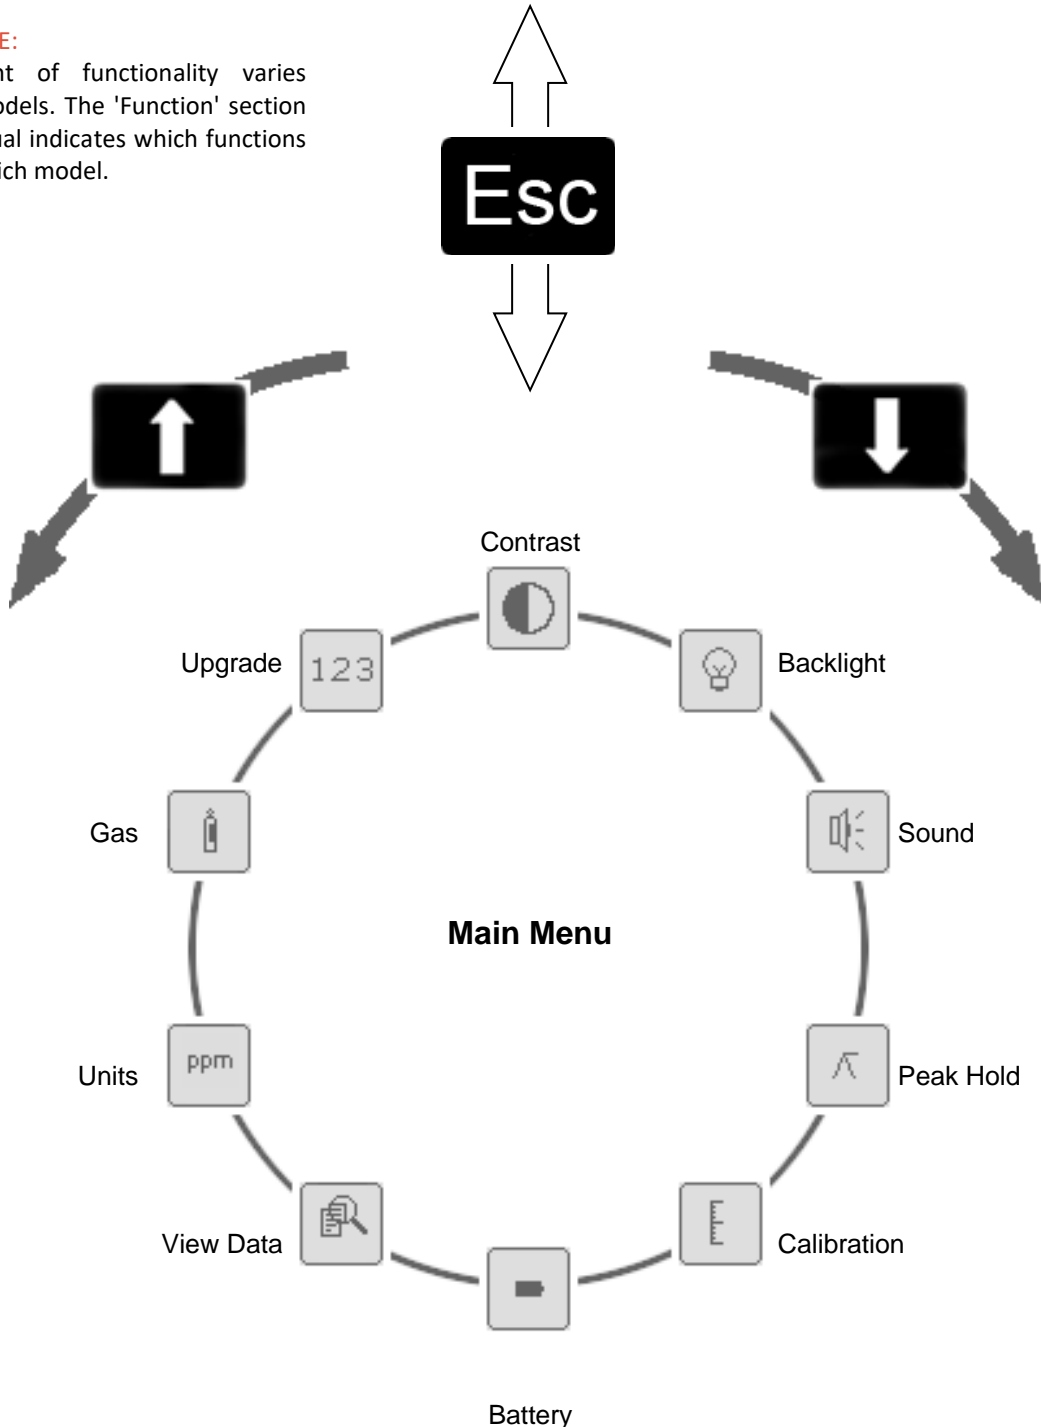 E:
nt of functionality varies
odels. The 'Function' section
ual indicates which functions
ich model.
Esc
Contrast
Upgrade
123
Backlight
Gas
Sound
Main Menu
Units
ppm
Peak Hold
View Data
Calibration
Battery